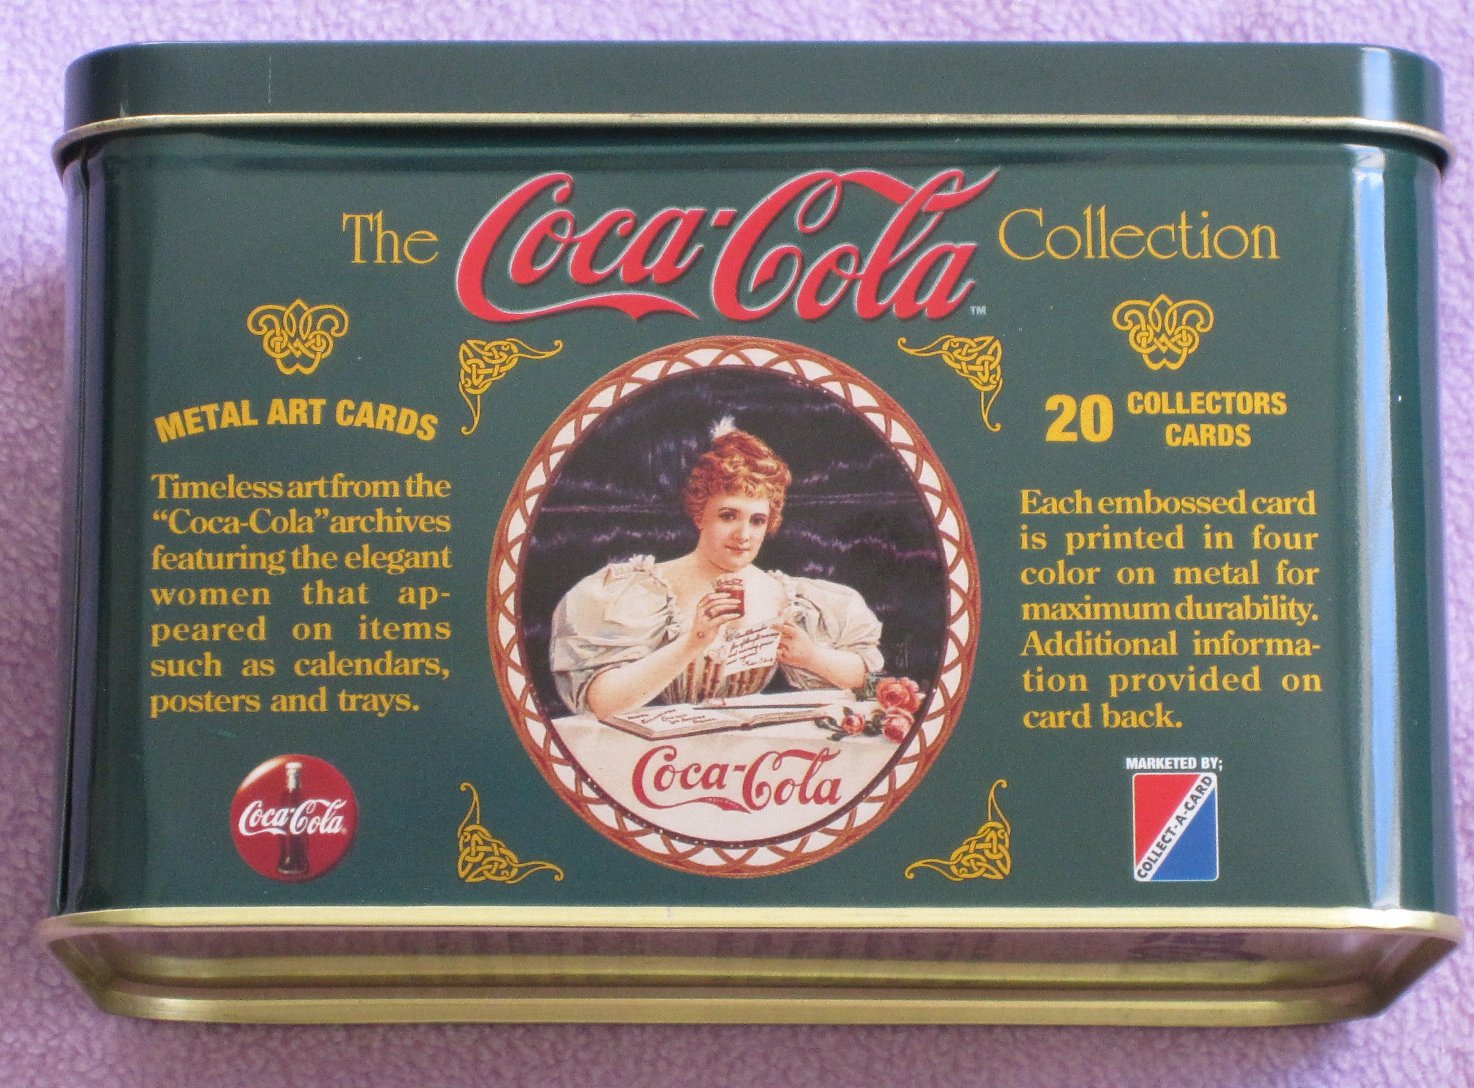 The Coca-Cola Collection
TM
METAL ART CARDS
Timeless art from the
“Coca-Cola” archives
featuring the elegant
women that ap-
peared on items
such as calendars,
posters and trays.
Coca-Cola
Coca-Cola
20 COLLECTORS
CARDS
Each embossed card
is printed in four
color on metal for
maximum durability.
Additional informa-
tion provided on
card back.
MARKETED BY;
COLLECT-A-CARD